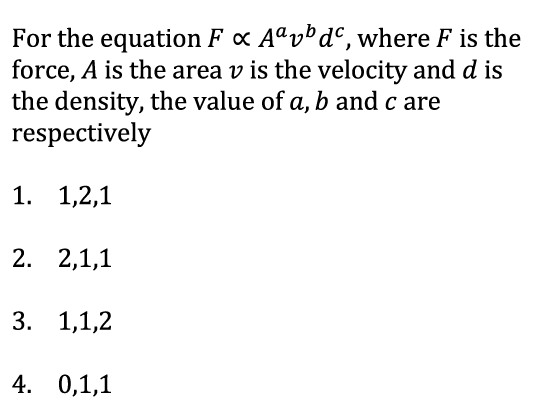 For the equation F ∝ Aᵃvᵇdᶜ, where F is the
force, A is the area v is the velocity and d is
the density, the value of a, b and c are
respectively
1. 1,2,1
2. 2,1,1
3. 1,1,2
4. 0,1,1